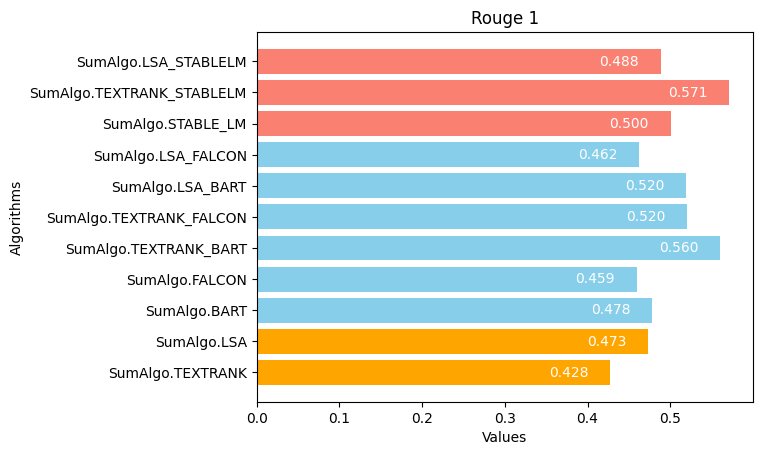 Rouge 1
Algorithms
SumAlgo.LSA_STABLELM 0.488
SumAlgo.TEXTRANK_STABLELM 0.571
SumAlgo.STABLE_LM 0.500
SumAlgo.LSA_FALCON 0.462
SumAlgo.LSA_BART 0.520
SumAlgo.TEXTRANK_FALCON 0.520
SumAlgo.TEXTRANK_BART 0.560
SumAlgo.FALCON 0.459
SumAlgo.BART 0.478
SumAlgo.LSA 0.473
SumAlgo.TEXTRANK 0.428
0.0 0.1 0.2 0.3 0.4 0.5
Values